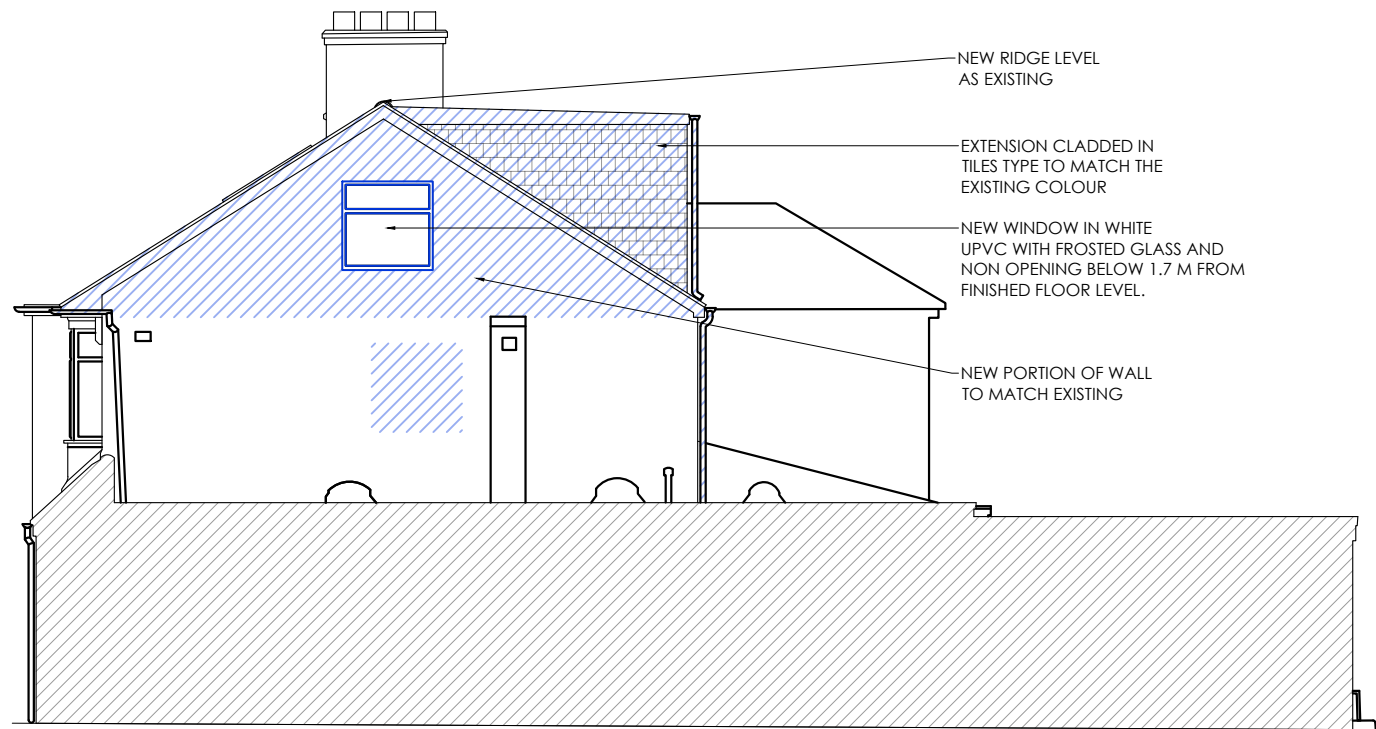 NEW RIDGE LEVEL
AS EXISTING
EXTENSION CLADDED IN
TILES TYPE TO MATCH THE
EXISTING COLOUR
NEW WINDOW IN WHITE
UPVC WITH FROSTED GLASS AND
NON OPENING BELOW 1.7 M FROM
FINISHED FLOOR LEVEL.
NEW PORTION OF WALL
TO MATCH EXISTING